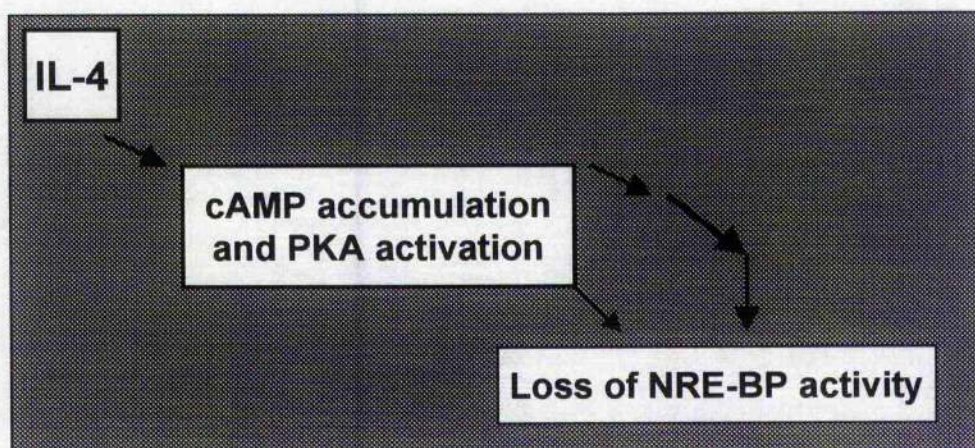 IL-4
cAMP accumulation
and PKA activation
Loss of NRE-BP activity